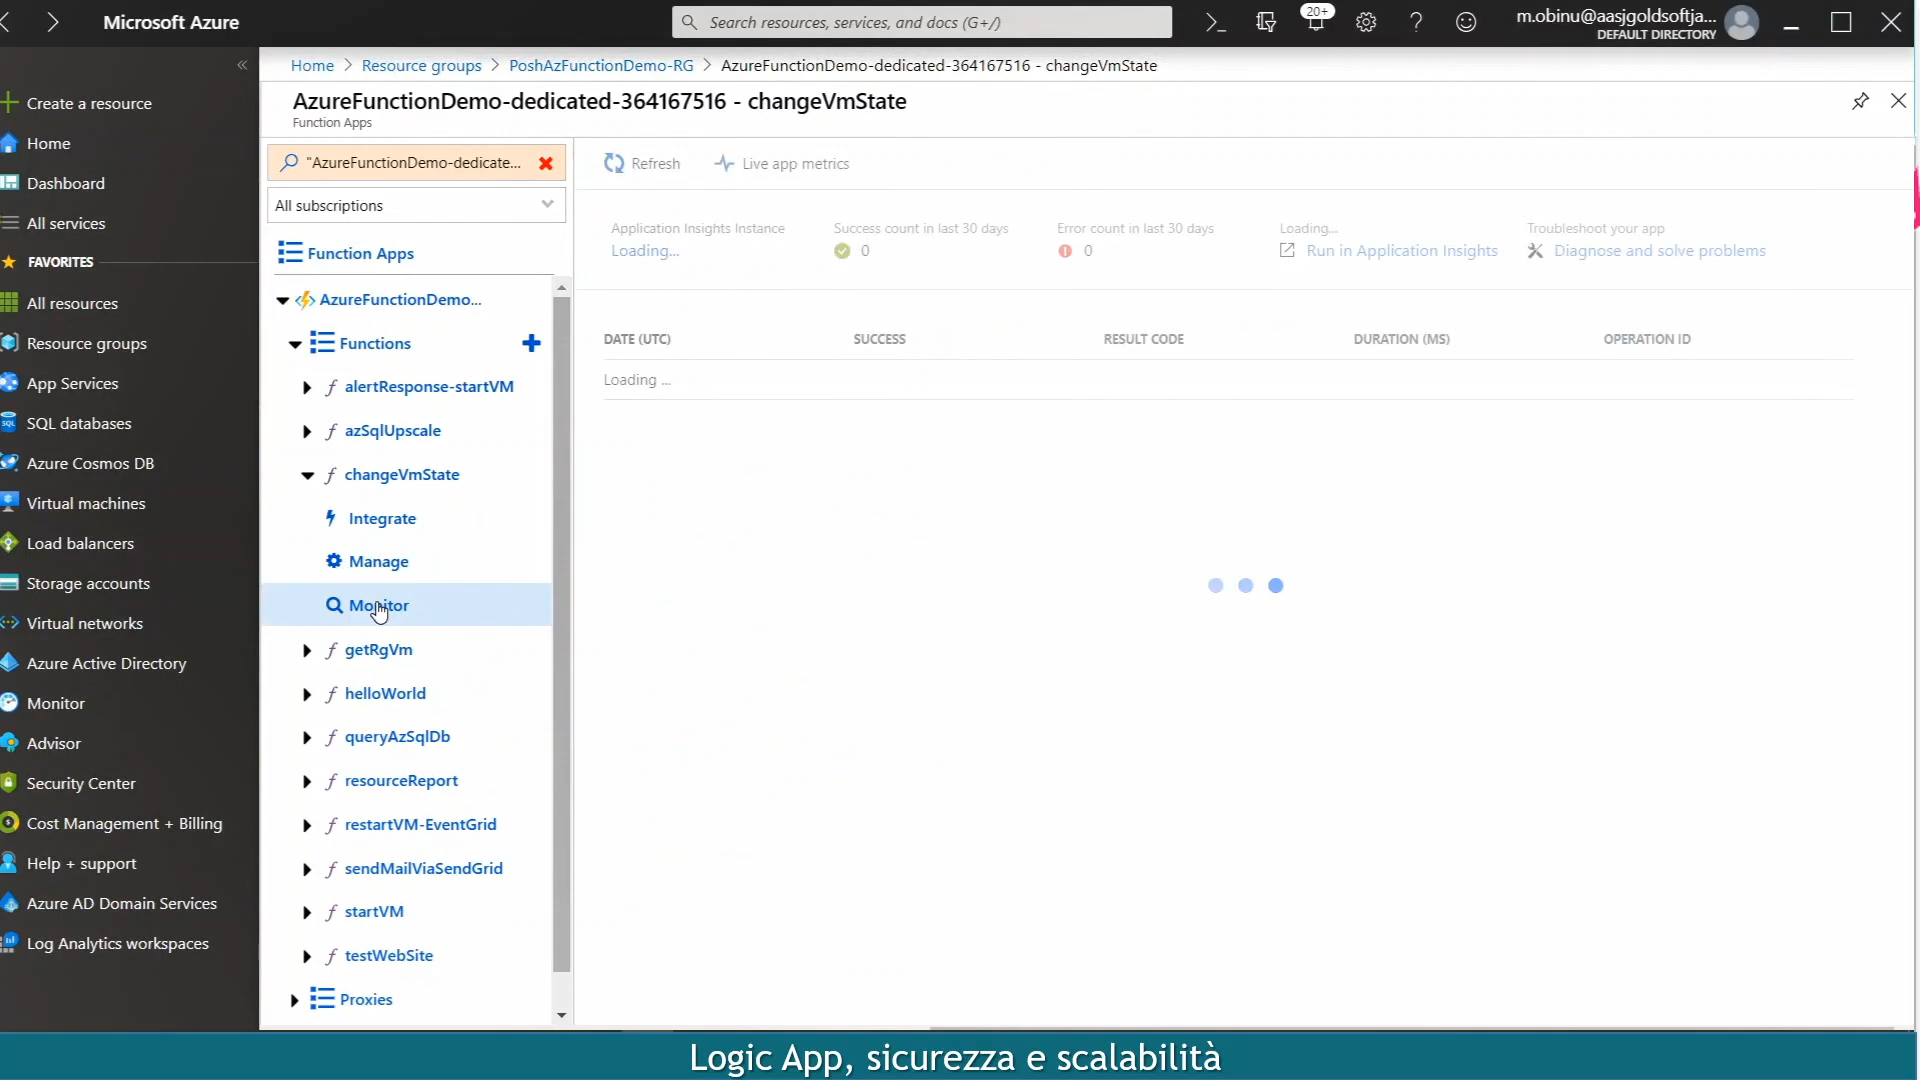 Microsoft Azure
Search resources, services, and docs (G+/)
20+
m.obinu@aasjgoldsoftja...
DEFAULT DIRECTORY
Create a resource
Home
Dashboard
All services
FAVORITES
All resources
Resource groups
App Services
SQL databases
Azure Cosmos DB
Virtual machines
Load balancers
Storage accounts
Virtual networks
Azure Active Directory
Monitor
Advisor
Security Center
Cost Management + Billing
Help + support
Azure AD Domain Services
Log Analytics workspaces
Home > Resource groups > PoshAzFunctionDemo-RG > AzureFunctionDemo-dedicated-364167516 - changeVmState
AzureFunctionDemo-dedicated-364167516 - changeVmState
Function Apps
"AzureFunctionDemo-dedicate...
All subscriptions
Function Apps
AzureFunctionDemo...
Functions
alertResponse-startVM
azSqlUpscale
changeVmState
Integrate
Manage
Monitor
getRgVm
helloWorld
queryAzSqlDb
resourceReport
restartVM-EventGrid
sendMailViaSendGrid
startVM
testWebSite
Proxies
Refresh
Live app metrics
Application Insights Instance
Loading...
Success count in last 30 days
0
Error count in last 30 days
0
Loading...
Run in Application Insights
Troubleshoot your app
Diagnose and solve problems
DATE (UTC) SUCCESS RESULT CODE DURATION (MS) OPERATION ID
Loading ...
Logic App, sicurezza e scalabilità